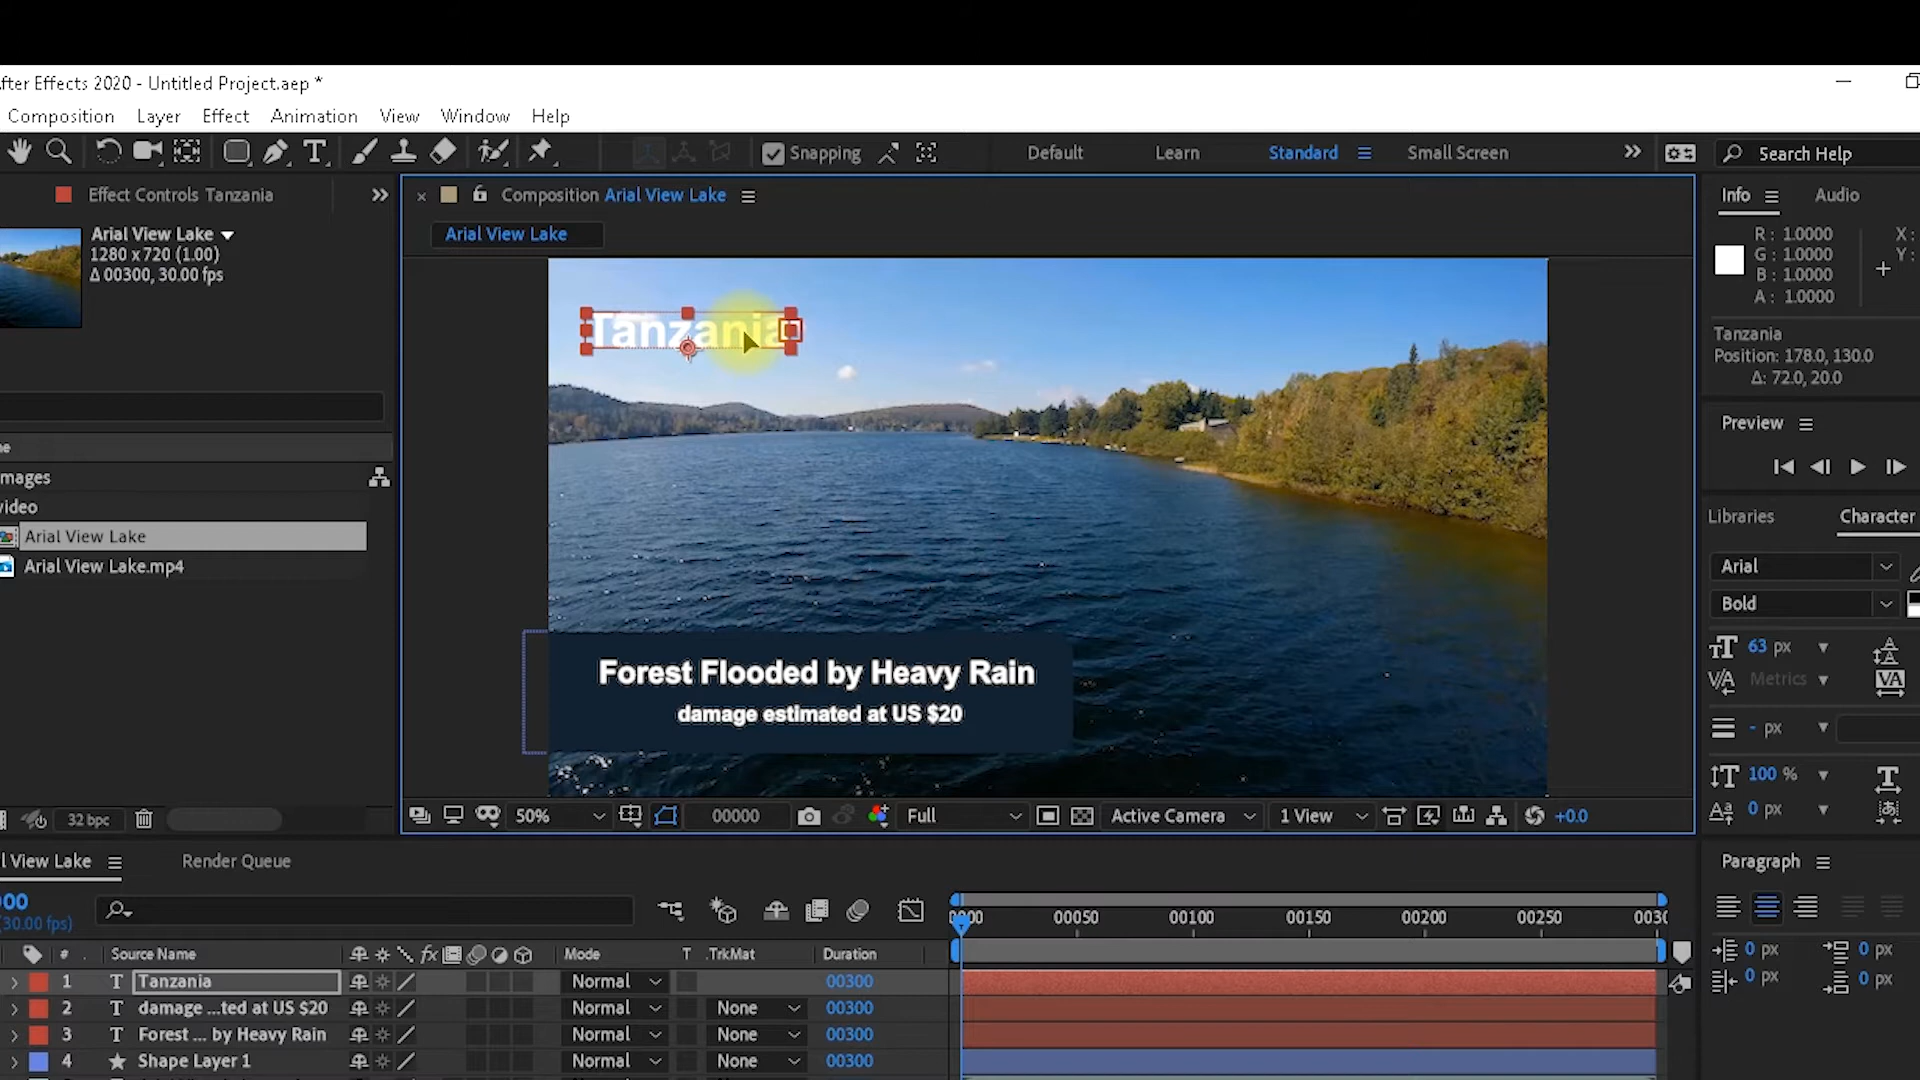 fter Effects 2020 - Untitled Project.aep *
Composition Layer Effect Animation View Window Help
Snapping Default Learn Standard Small Screen Search Help
Effect Controls Tanzania
Composition Arial View Lake
Info Audio
Arial View Lake
1280 x 720 (1.00)
Δ 00300, 30.00 fps
Arial View Lake
R: 1.0000
G: 1.0000
B: 1.0000
A: 1.0000
X:
Y:
Tanzania
Tanzania
Position: 178.0, 130.0
Δ: 72.0, 20.0
Preview
mages
video
Arial View Lake
Arial View Lake.mp4
Libraries Character
Arial
Bold
63 px
Metrics
- px
100 %
0 px
Forest Flooded by Heavy Rain
damage estimated at US $20
32 bpc
50% 00000 Full Active Camera 1 View +0.0
l View Lake Render Queue
Paragraph
00
(30.00 fps)
0000 00050 00100 00150 00200 00250 0030
# Source Name fx Mode T .TrkMat Duration
0 px 0 px
0 px 0 px
1 T Tanzania Normal 00300
2 T damage ...ted at US $20 Normal None 00300
3 T Forest ... by Heavy Rain Normal None 00300
4 Shape Layer 1 Normal None 00300